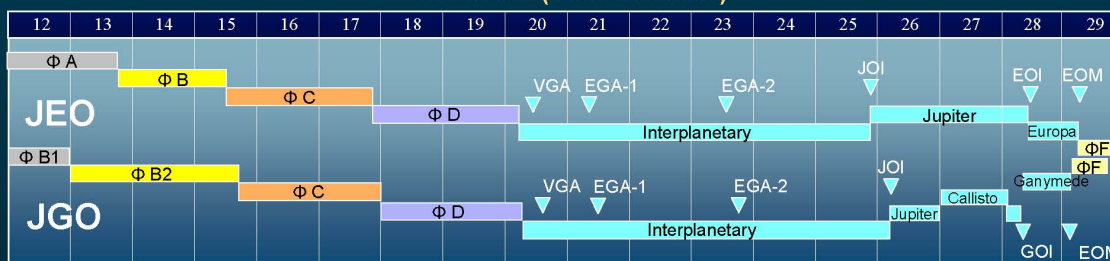 12 13 14 15 16 17 18 19 20 21 22 23 24 25 26 27 28 29
Φ A
JOI
EOI EOM
Φ B
VGA EGA-1 EGA-2
Φ C
JEO
Φ D
Jupiter
Interplanetary
Europa
Φ B1
ΦF
Φ B2
JOI
ΦF
Ganymede
Φ C
VGA EGA-1 EGA-2
Callisto
JGO
Φ D
Jupiter
Interplanetary
GOI EOM